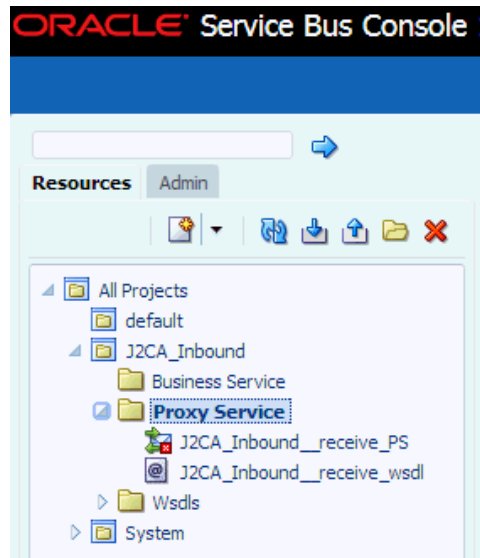 ORACLE Service Bus Console
Resources Admin
All Projects
default
J2CA_Inbound
Business Service
Proxy Service
J2CA_Inbound__receive_PS
J2CA_Inbound__receive_wsdl
Wsdls
System